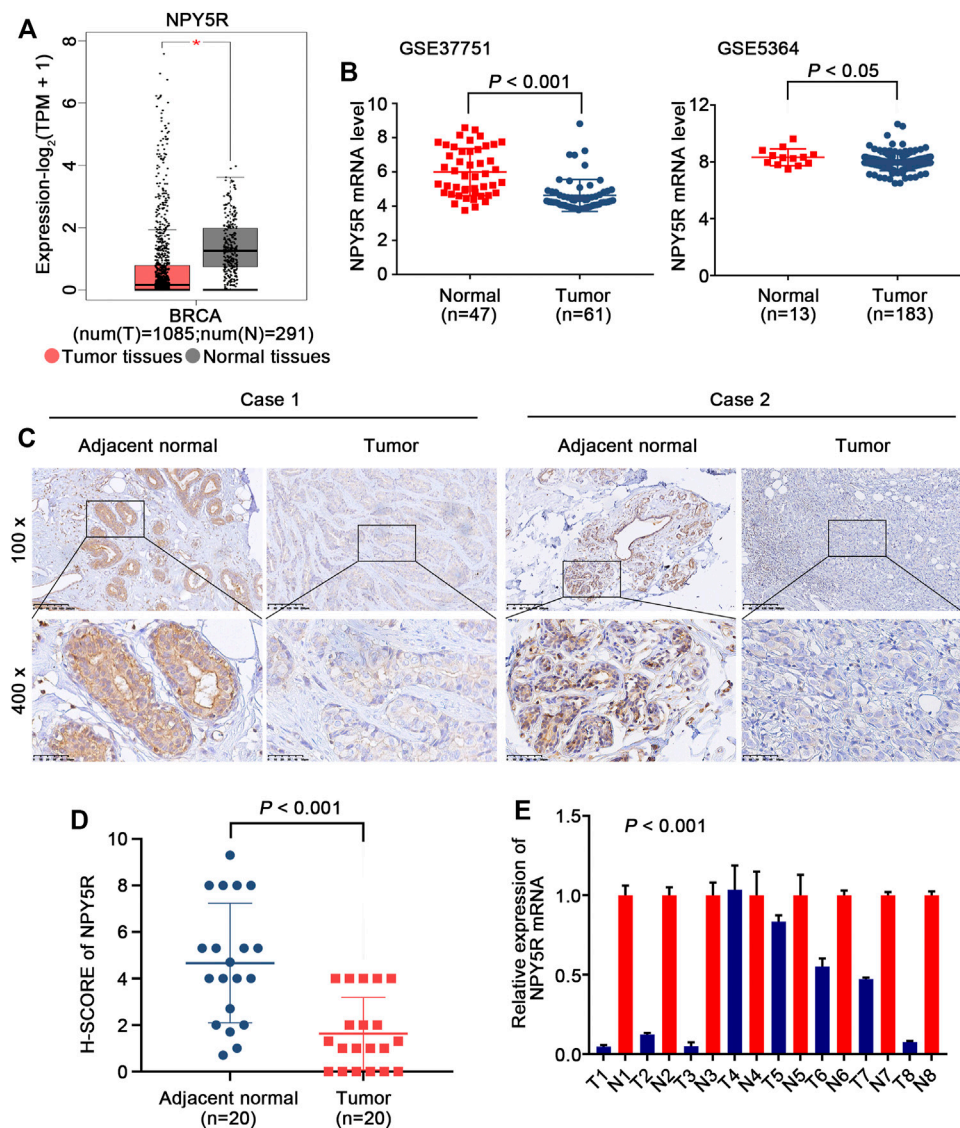 A
NPY5R
Expression-log2(TPM + 1)
8
6
4
2
0
*
BRCA
(num(T)=1085;num(N)=291)
Tumor tissues Normal tissues
B
GSE37751
P < 0.001
NPY5R mRNA level
10
8
6
4
2
0
Normal
(n=47)
Tumor
(n=61)
GSE5364
P < 0.05
NPY5R mRNA level
12
8
4
0
Normal
(n=13)
Tumor
(n=183)
C
Case 1
Case 2
Adjacent normal
Tumor
Adjacent normal
Tumor
100 x
400 x
D
P < 0.001
H-SCORE of NPY5R
10
8
6
4
2
0
Adjacent normal
(n=20)
Tumor
(n=20)
E
P < 0.001
Relative expression of
NPY5R mRNA
1.5
1.0
0.5
0.0
T1 N1 T2 N2 T3 N3 T4 N4 T5 N5 T6 N6 T7 N7 T8 N8